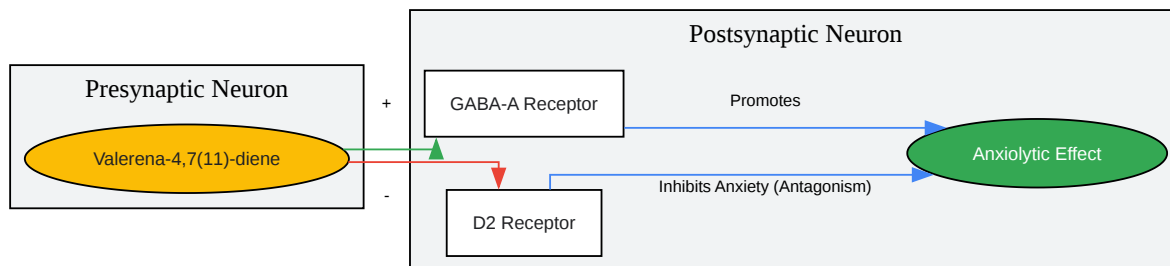 Postsynaptic Neuron
Presynaptic Neuron
Valerena-4,7(11)-diene
+
-
GABA-A Receptor
D2 Receptor
Promotes
Inhibits Anxiety (Antagonism)
Anxiolytic Effect